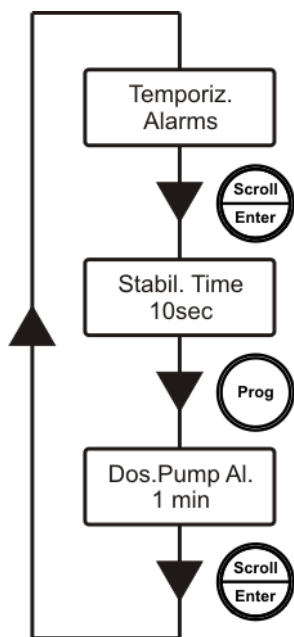 Temporiz.
Alarms
Scroll
Enter
Stabil. Time
10sec
Prog
Dos.Pump Al.
1 min
Scroll
Enter